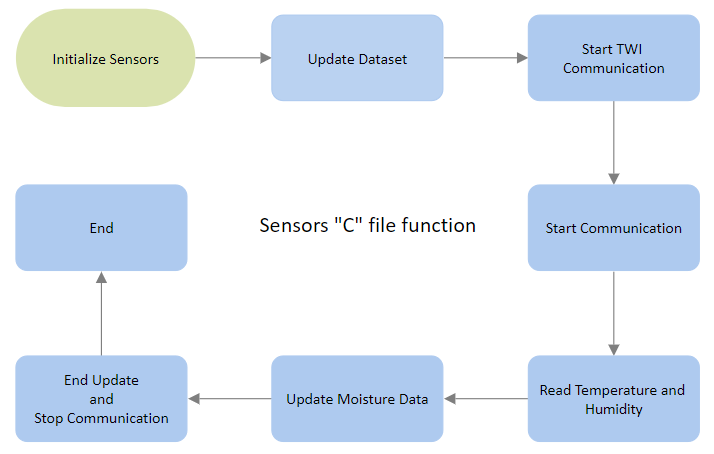 Initialize Sensors
Update Dataset
Start TWI
Communication
End
Sensors "C" file function
Start Communication
End Update
and
Stop Communication
Update Moisture Data
Read Temperature and
Humidity